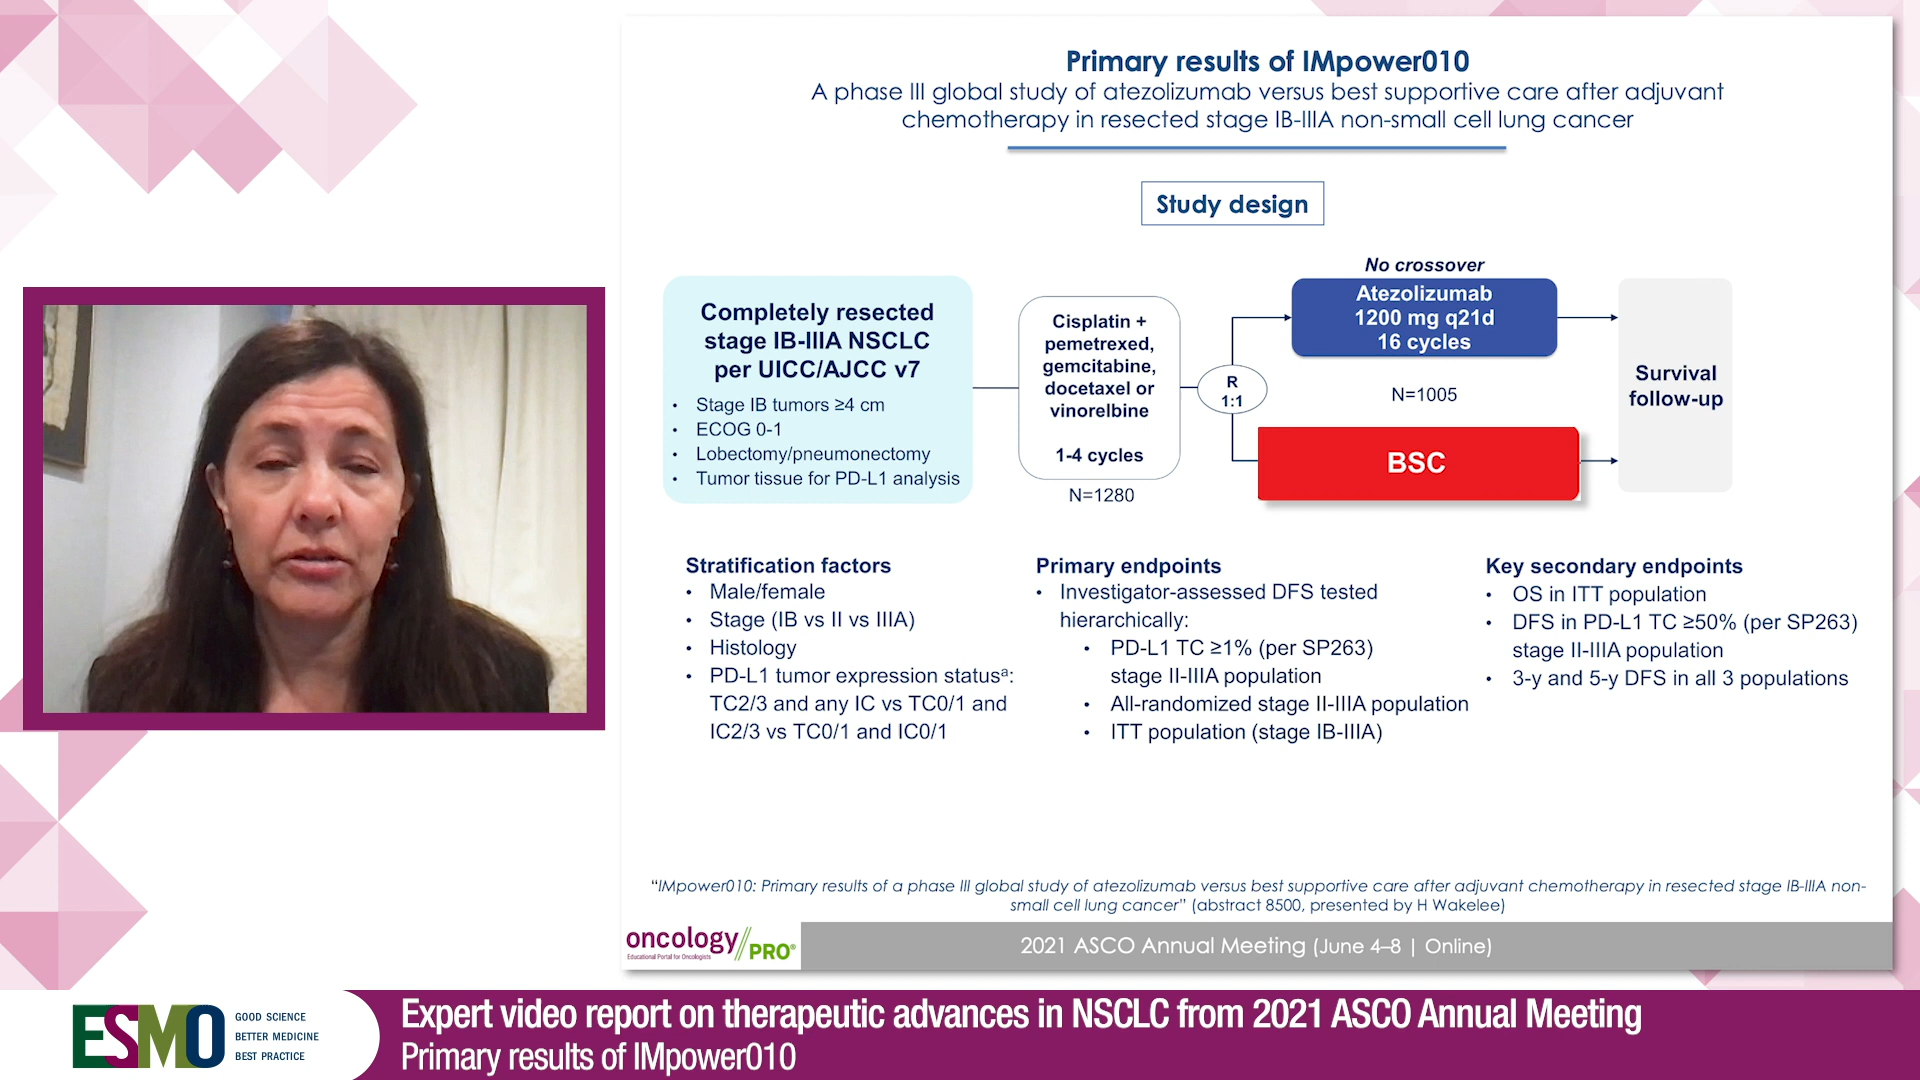 Primary results of IMpower010
A phase III global study of atezolizumab versus best supportive care after adjuvant
chemotherapy in resected stage IB-IIIA non-small cell lung cancer
Study design
Completely resected
stage IB-IIIA NSCLC
per UICC/AJCC v7
• Stage IB tumors ≥4 cm
• ECOG 0-1
• Lobectomy/pneumonectomy
• Tumor tissue for PD-L1 analysis
Cisplatin +
pemetrexed,
gemcitabine,
docetaxel or
vinorelbine
1-4 cycles
N=1280
R
1:1
No crossover
Atezolizumab
1200 mg q21d
16 cycles
N=1005
BSC
Survival
follow-up
Stratification factors
• Male/female
• Stage (IB vs II vs IIIA)
• Histology
• PD-L1 tumor expression statusᵃ:
TC2/3 and any IC vs TC0/1 and
IC2/3 vs TC0/1 and IC0/1
Primary endpoints
• Investigator-assessed DFS tested
hierarchically:
• PD-L1 TC ≥1% (per SP263)
stage II-IIIA population
• All-randomized stage II-IIIA population
• ITT population (stage IB-IIIA)
Key secondary endpoints
• OS in ITT population
• DFS in PD-L1 TC ≥50% (per SP263)
stage II-IIIA population
• 3-y and 5-y DFS in all 3 populations
“IMpower010: Primary results of a phase III global study of atezolizumab versus best supportive care after adjuvant chemotherapy in resected stage IB-IIIA non-
small cell lung cancer” (abstract 8500, presented by H Wakelee)
oncology//PRO®
Educational Portal for Oncologists
2021 ASCO Annual Meeting (June 4–8 | Online)
ESMO
GOOD SCIENCE
BETTER MEDICINE
BEST PRACTICE
Expert video report on therapeutic advances in NSCLC from 2021 ASCO Annual Meeting
Primary results of IMpower010